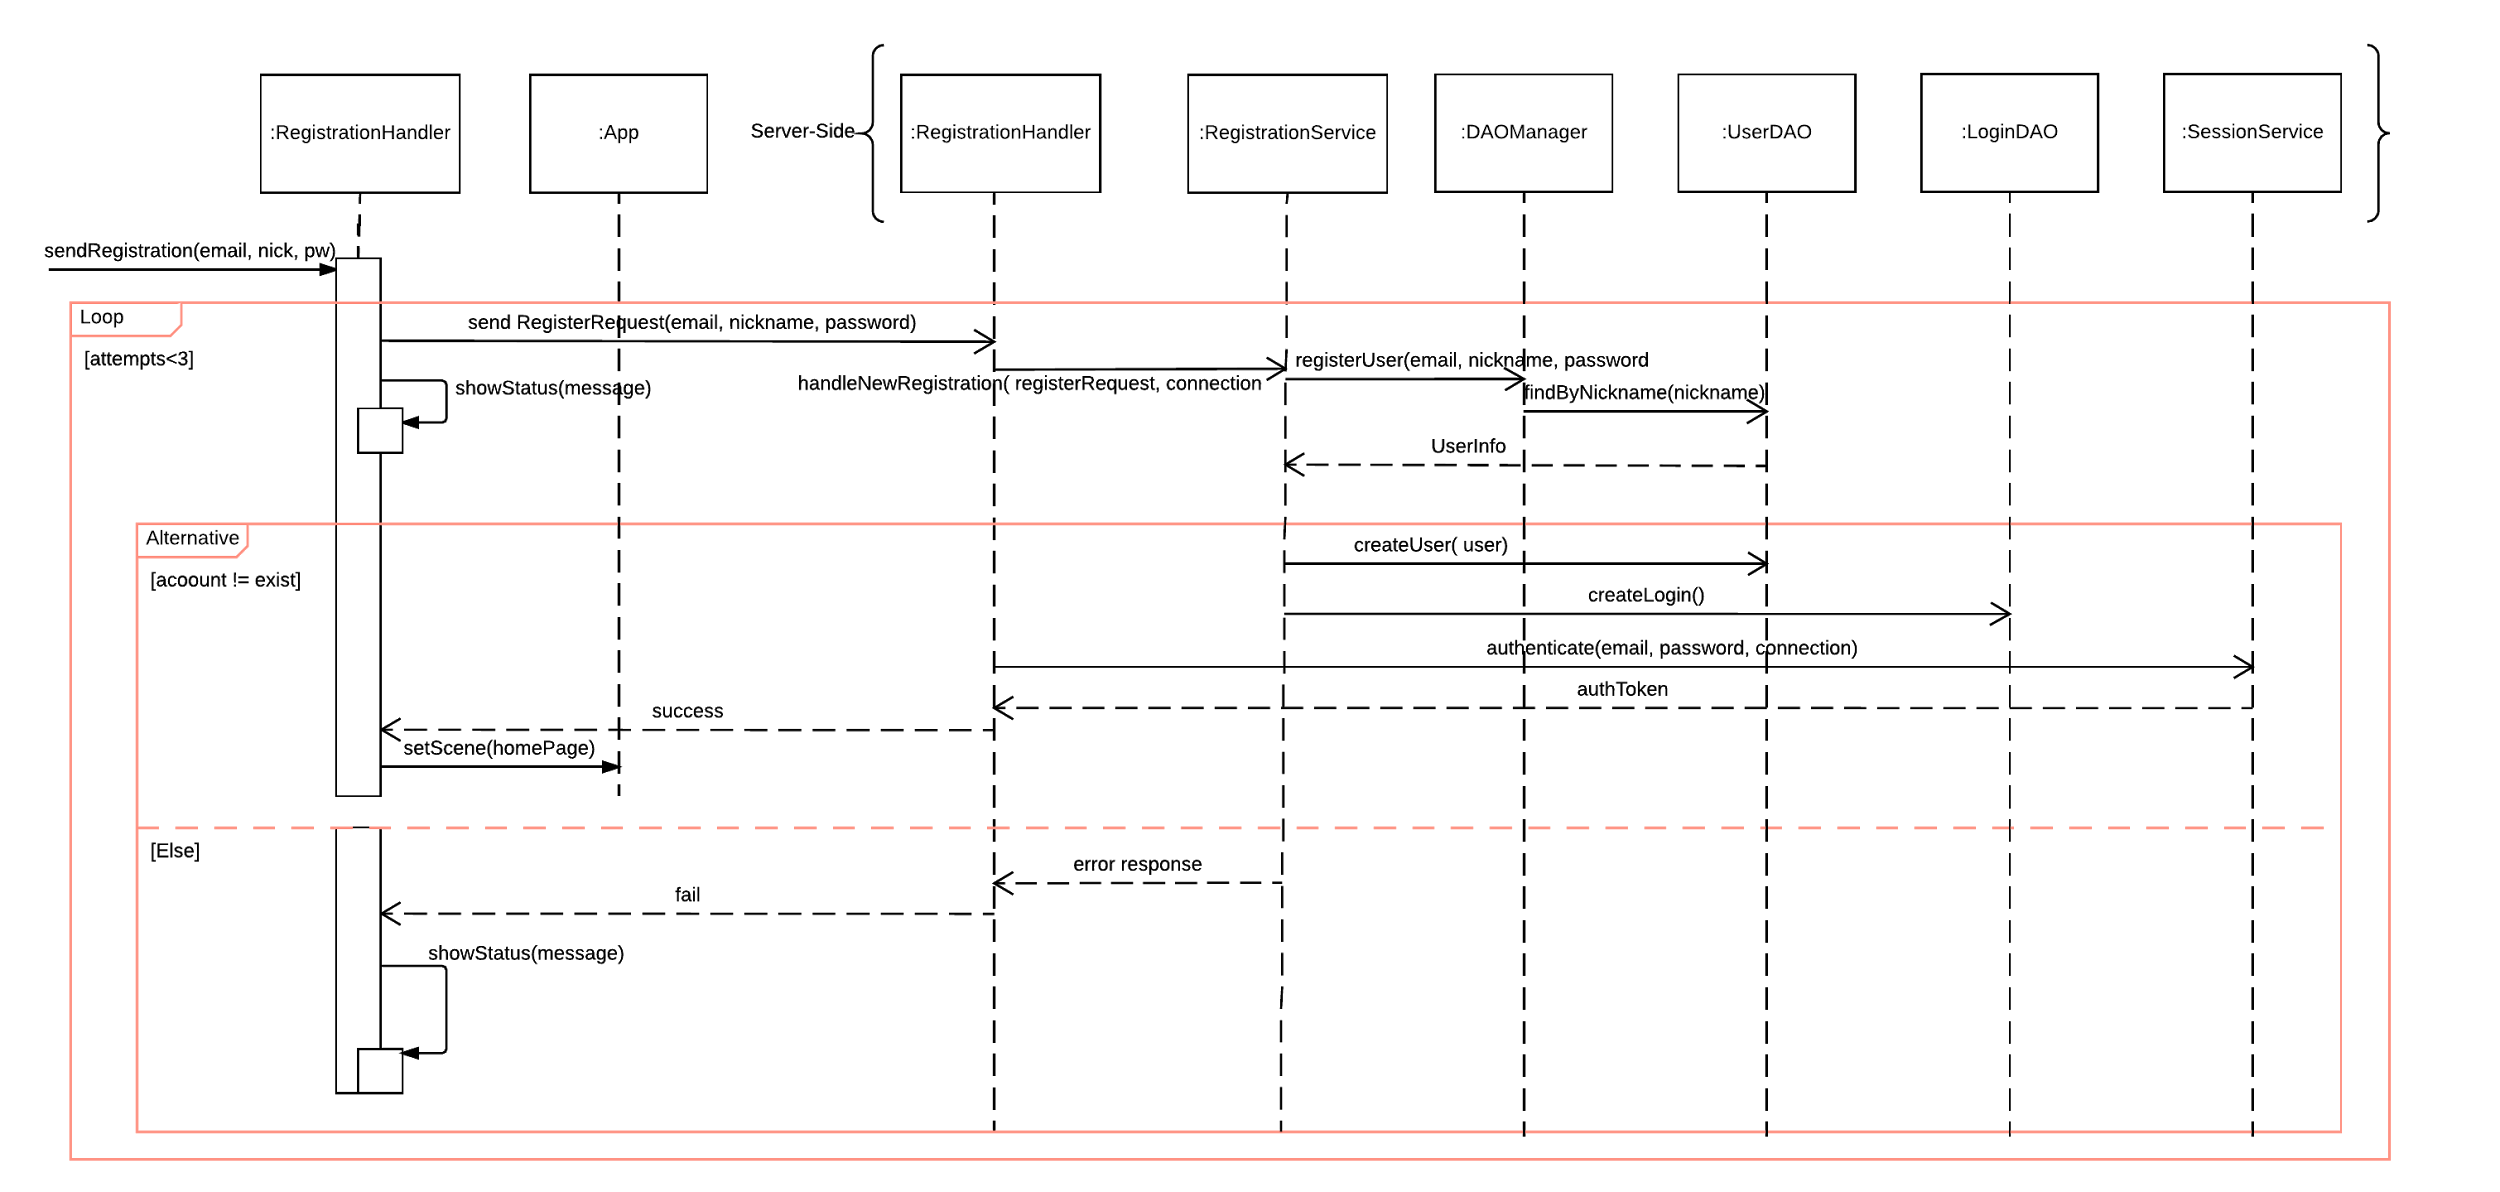 :RegistrationHandler
:App
Server-Side
:RegistrationHandler
:RegistrationService
:DAOManager
:UserDAO
:LoginDAO
:SessionService
sendRegistration(email, nick, pw)
Loop
[attempts<3]
send RegisterRequest(email, nickname, password)
handleNewRegistration( registerRequest, connection
registerUser(email, nickname, password
showStatus(message)
findByNickname(nickname)
UserInfo
Alternative
[acoount != exist]
createUser( user)
createLogin()
authenticate(email, password, connection)
authToken
success
setScene(homePage)
[Else]
error response
fail
showStatus(message)